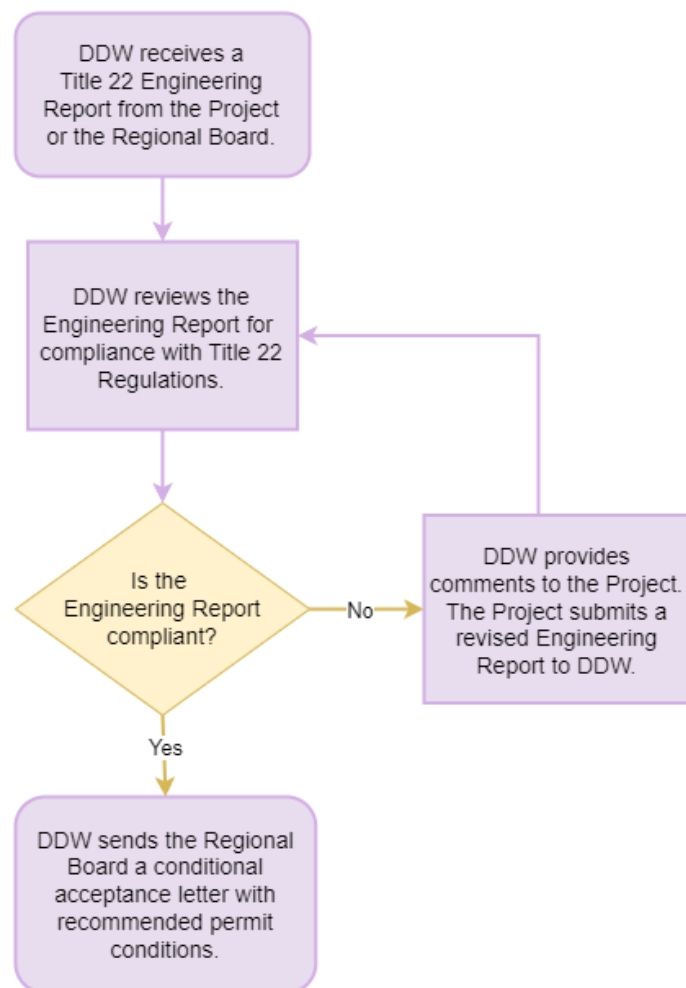 DDW receives a
Title 22 Engineering
Report from the Project
or the Regional Board.
DDW reviews the
Engineering Report for
compliance with Title 22
Regulations.
Is the
Engineering Report
compliant?
No
DDW provides
comments to the Project.
The Project submits a
revised Engineering
Report to DDW.
Yes
DDW sends the Regional
Board a conditional
acceptance letter with
recommended permit
conditions.